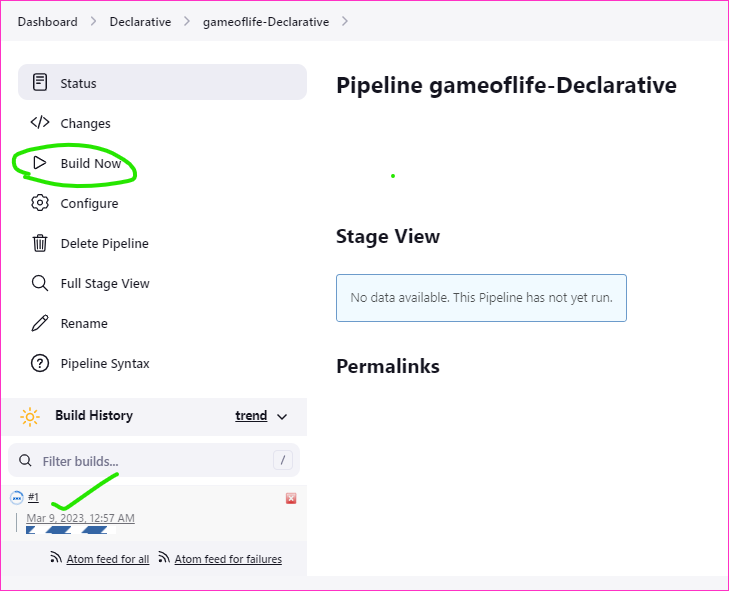 Dashboard > Declarative > gameoflife-Declarative >
Status
Changes
Build Now
Configure
Delete Pipeline
Full Stage View
Rename
Pipeline Syntax
Build History trend
Filter builds... /
#1
Mar 9, 2023, 12:57 AM
Atom feed for all Atom feed for failures
Pipeline gameoflife-Declarative
Stage View
No data available. This Pipeline has not yet run.
Permalinks